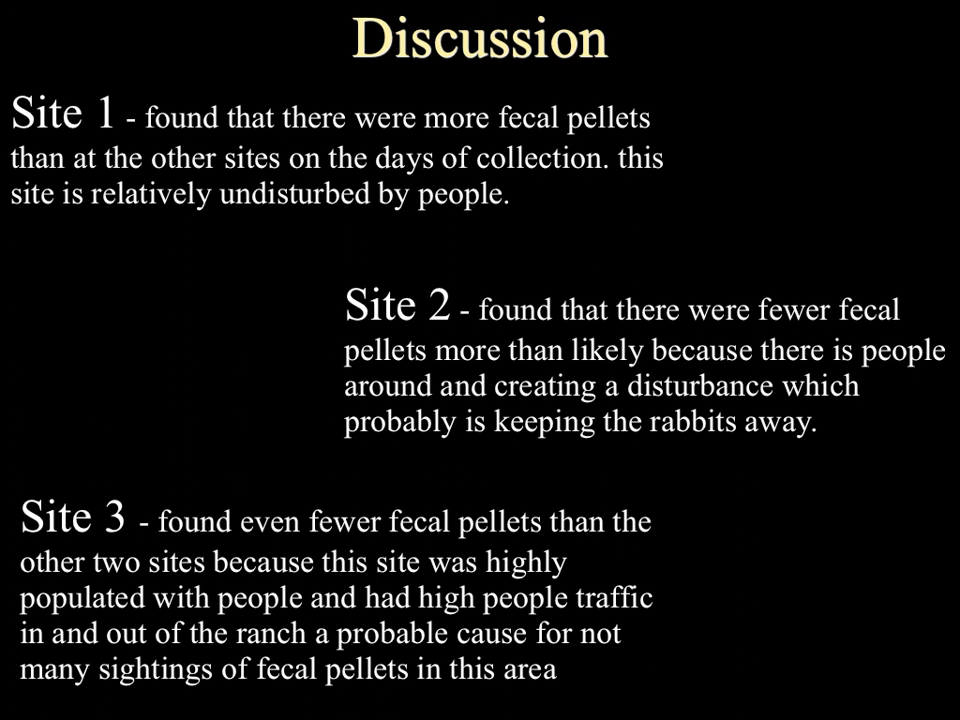 Discussion
Site 1 - found that there were more fecal pellets
than at the other sites on the days of collection. this
site is relatively undisturbed by people.
Site 2 - found that there were fewer fecal
pellets more than likely because there is people
around and creating a disturbance which
probably is keeping the rabbits away.
Site 3 - found even fewer fecal pellets than the
other two sites because this site was highly
populated with people and had high people traffic
in and out of the ranch a probable cause for not
many sightings of fecal pellets in this area